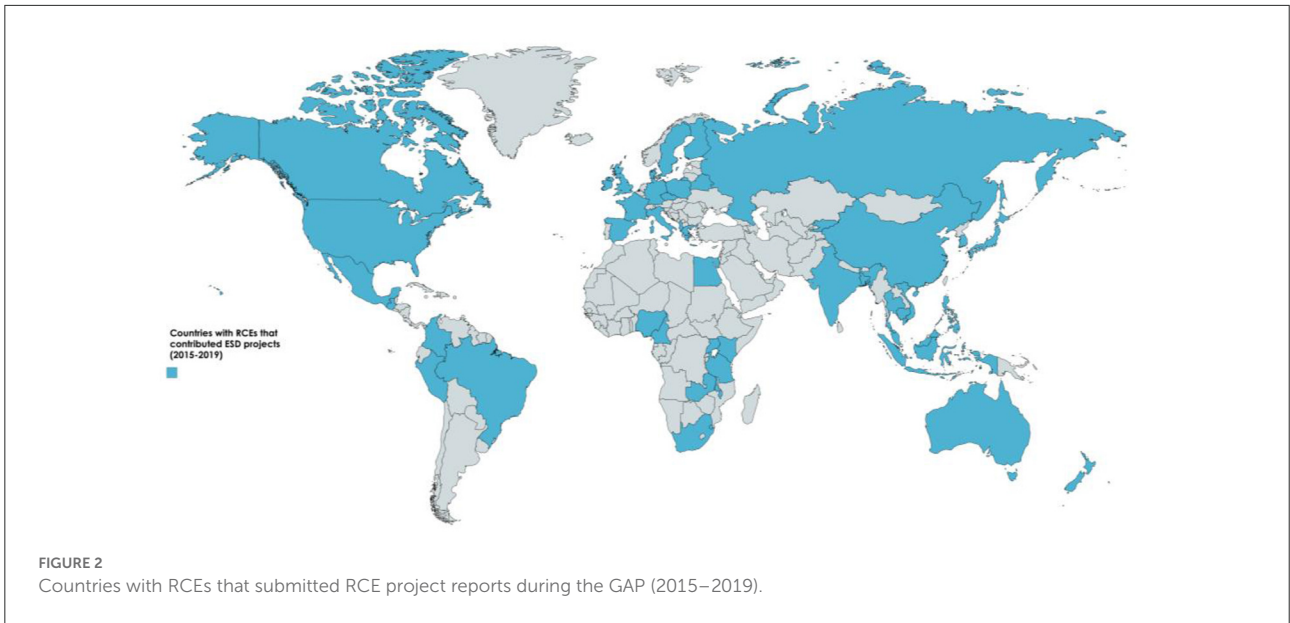 Countries with RCEs that
contributed ESD projects
(2015-2019)
FIGURE 2
Countries with RCEs that submitted RCE project reports during the GAP (2015–2019).